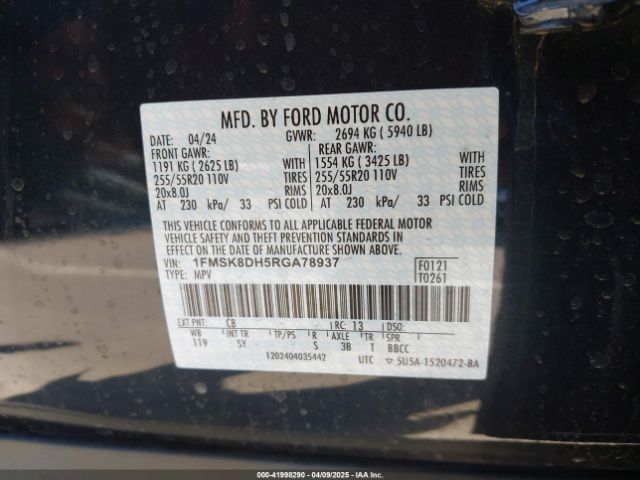 MFD. BY FORD MOTOR CO.
04/24 GVWR: 2694 KG ( 5940 LB)
FRONT GAWR: REAR GAWR:
1191 KG ( 2625 LB) WITH 1554 KG ( 3425 LB) WITH
255/55R20 110V TIRES 255/55R20 110V TIRES
20x8.0J RIMS 20x8.0J RIMS
AT 230 kPa/ 33 PSI COLD AT 230 kPa/ 33 PSI COLD
THIS VEHICLE CONFORMS TO ALL APPLICABLE FEDERAL MOTOR
VEHICLE SAFETY AND THEFT PREVENTION STANDARDS IN
EFFECT ON THE DATE OF MANUFACTURE SHOWN ABOVE.
VIN: 1FMSK8DH5RGA78937 F0121
TYPE: MPV T0261
EXT PNT: CB RC: 13 DSO:
WB INT TR TP/PS R AXLE TR SPR
119 SY S 3B T BBCC
1202404035442 UTC ▽ SU5A-1520472-BA
000-41998290 - 04/09/2025 - IAA Inc.